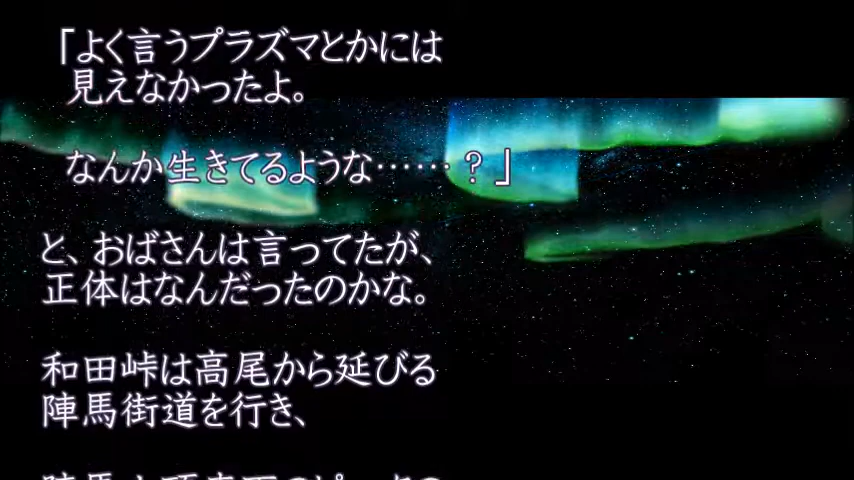 「よく言うプラズマとかには
見えなかったよ。
なんか生きてるような……？」
と、おばさんは言ってたが、
正体はなんだったのかな。
和田峠は高尾から延びる
陣馬街道を行き、